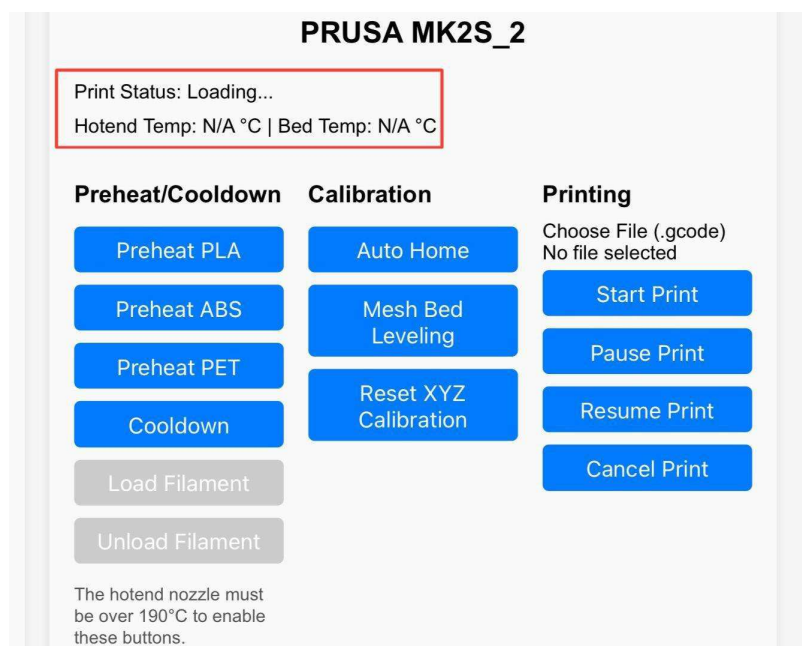 PRUSA MK2S_2
Print Status: Loading...
Hotend Temp: N/A °C | Bed Temp: N/A °C
Preheat/Cooldown
Preheat PLA
Preheat ABS
Preheat PET
Cooldown
Load Filament
Unload Filament
The hotend nozzle must
be over 190°C to enable
these buttons.
Calibration
Auto Home
Mesh Bed
Leveling
Reset XYZ
Calibration
Printing
Choose File (.gcode)
No file selected
Start Print
Pause Print
Resume Print
Cancel Print